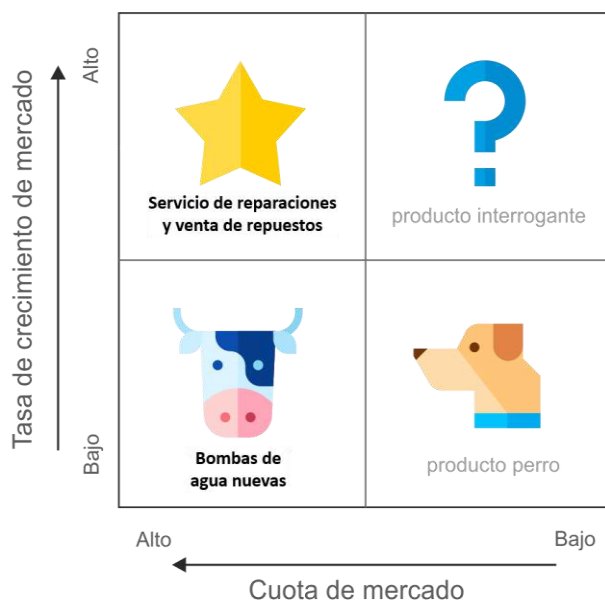 Tasa de crecimiento de mercado
Alto
Bajo
Servicio de reparaciones
y venta de repuestos
producto interrogante
Bombas de
agua nuevas
producto perro
Alto
Bajo
Cuota de mercado